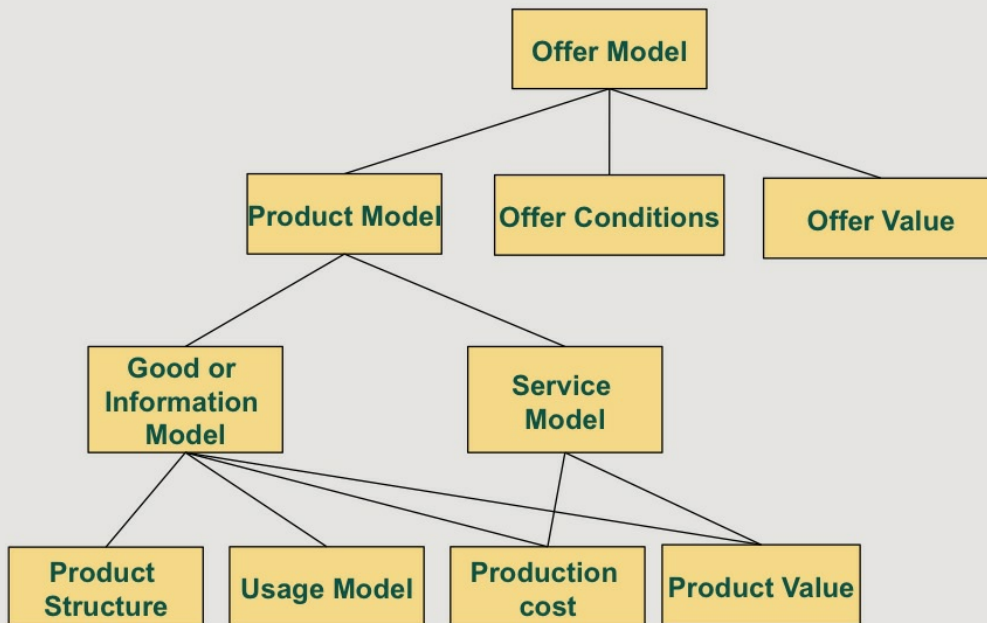 Offer Model
Product Model
Offer Conditions
Offer Value
Good or
Information
Model
Service
Model
Product
Structure
Usage Model
Production
cost
Product Value